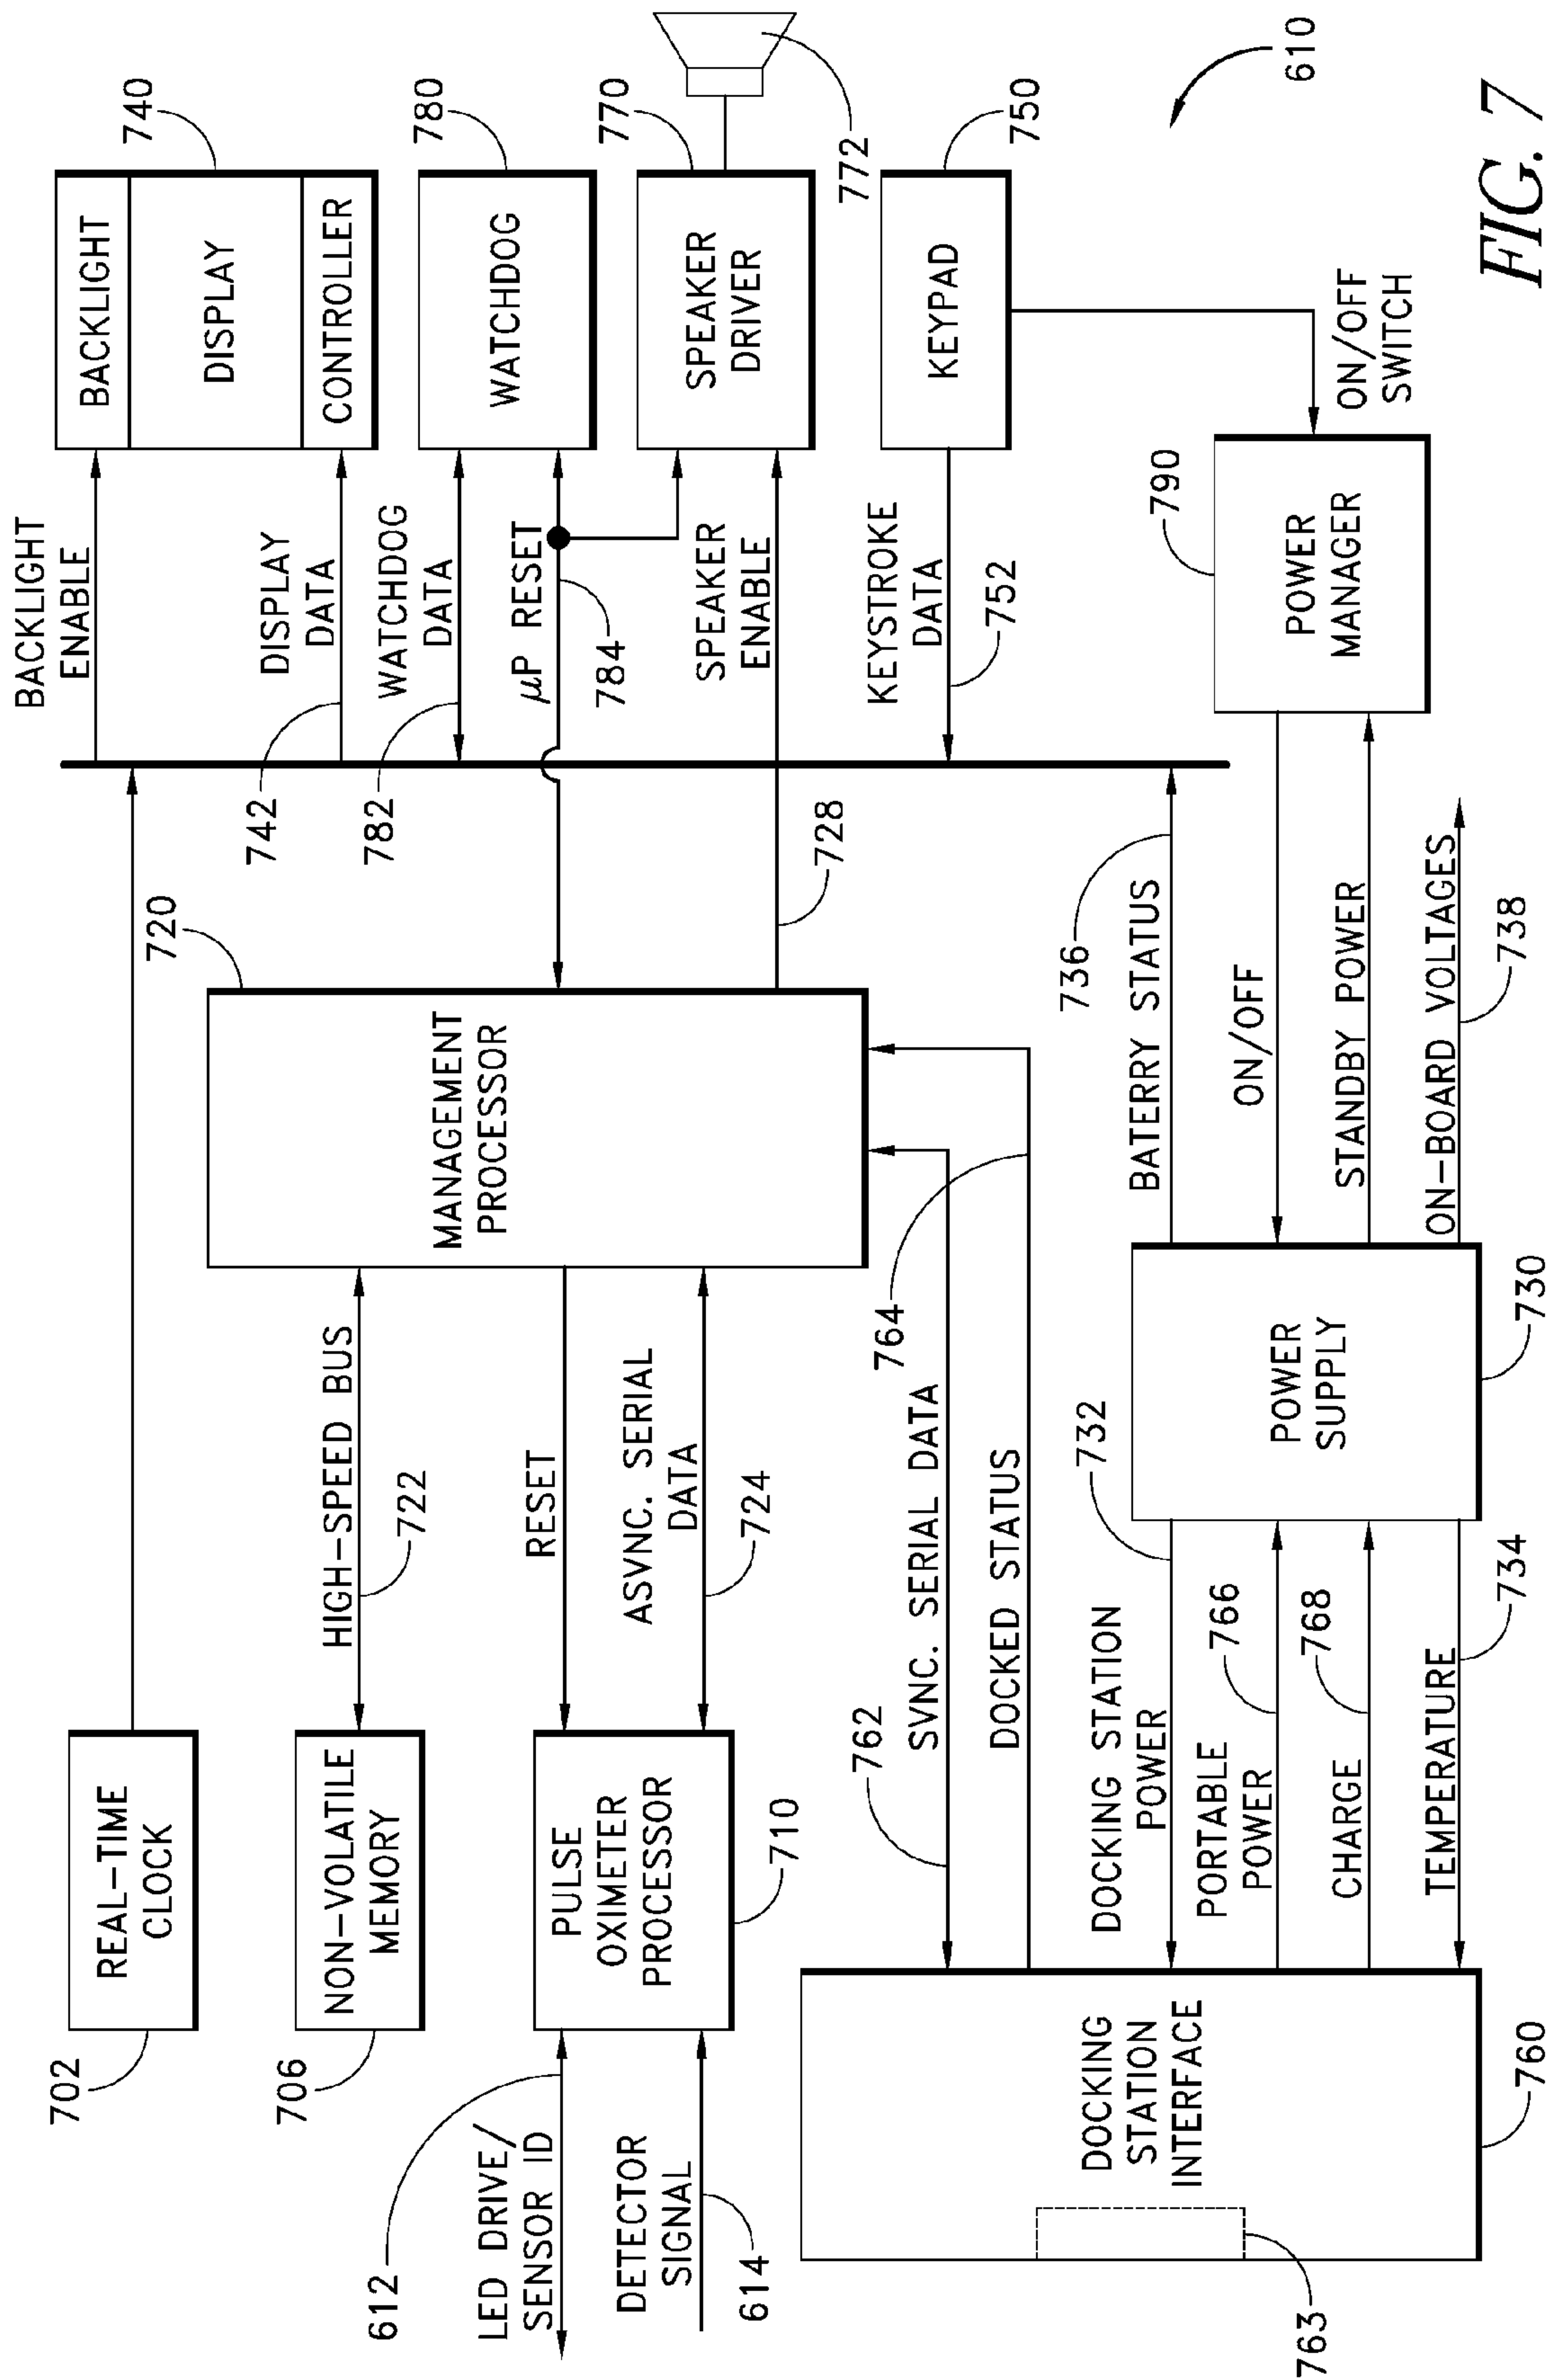 702
REAL-TIME
CLOCK
706
NON-VOLATILE
MEMORY
HIGH-SPEED BUS
722
720
MANAGEMENT
PROCESSOR
BACKLIGHT
ENABLE
DISPLAY
DATA
742
BACKLIGHT
DISPLAY
CONTROLLER
740
WATCHDOG
DATA
782
WATCHDOG
780
μP RESET
784
612
LED DRIVE/
SENSOR ID
DETECTOR
SIGNAL
614
PULSE
OXIMETER
PROCESSOR
710
RESET
ASVNC. SERIAL
DATA
724
728
SPEAKER
ENABLE
SPEAKER
DRIVER
770
772
762
SVNC. SERIAL DATA
764
DOCKED STATUS
KEYSTROKE
DATA
752
KEYPAD
750
610
DOCKING
STATION
INTERFACE
763
760
DOCKING STATION
POWER
732
PORTABLE
POWER
766
CHARGE
768
TEMPERATURE
734
POWER
SUPPLY
730
736
BATERRY STATUS
ON/OFF
STANDBY POWER
ON-BOARD VOLTAGES
738
790
POWER
MANAGER
ON/OFF
SWITCH
FIG. 7